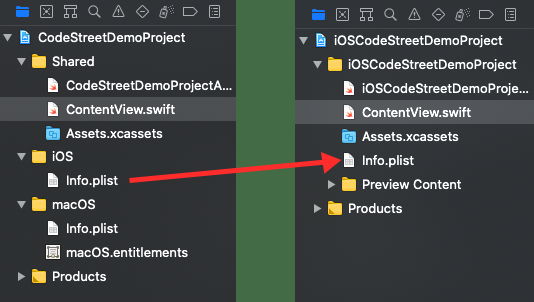 CodeStreetDemoProject
Shared
CodeStreetDemoProjectA...
ContentView.swift
Assets.xcassets
iOS
Info.plist
macOS
Info.plist
macOS.entitlements
Products
iOSCodeStreetDemoProject
iOSCodeStreetDemoProject
iOSCodeStreetDemoProje...
ContentView.swift
Assets.xcassets
Info.plist
Preview Content
Products